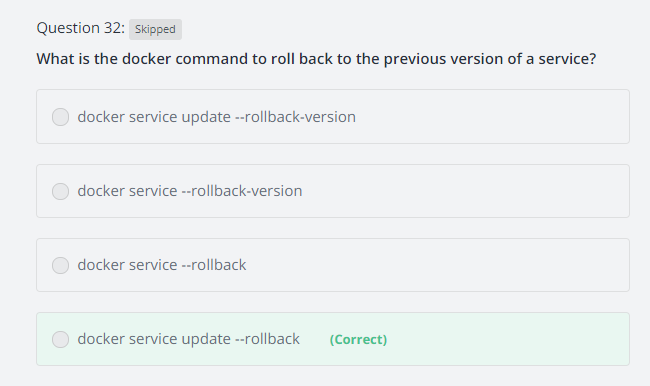 Question 32: Skipped
What is the docker command to roll back to the previous version of a service?
docker service update --rollback-version
docker service --rollback-version
docker service --rollback
docker service update --rollback (Correct)